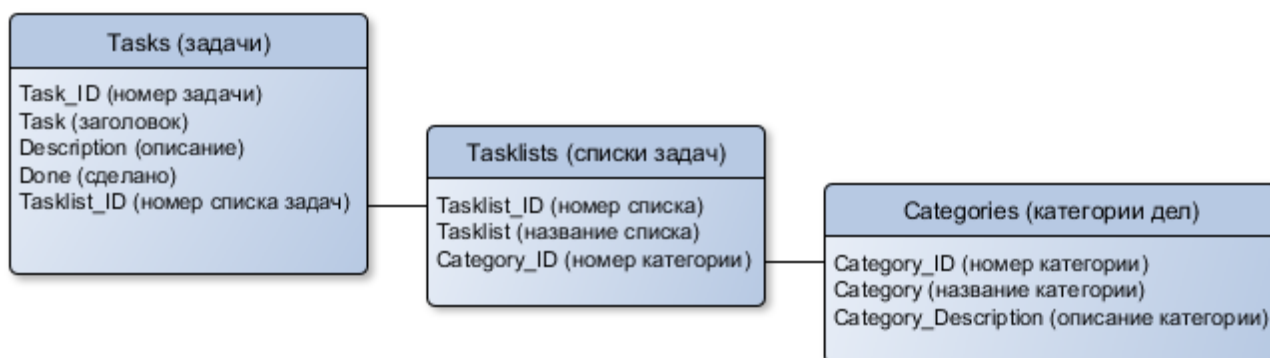 Tasks (задачи)
Task_ID (номер задачи)
Task (заголовок)
Description (описание)
Done (сделано)
Tasklist_ID (номер списка задач)
Tasklists (списки задач)
Tasklist_ID (номер списка)
Tasklist (название списка)
Category_ID (номер категории)
Categories (категории дел)
Category_ID (номер категории)
Category (название категории)
Category_Description (описание категории)